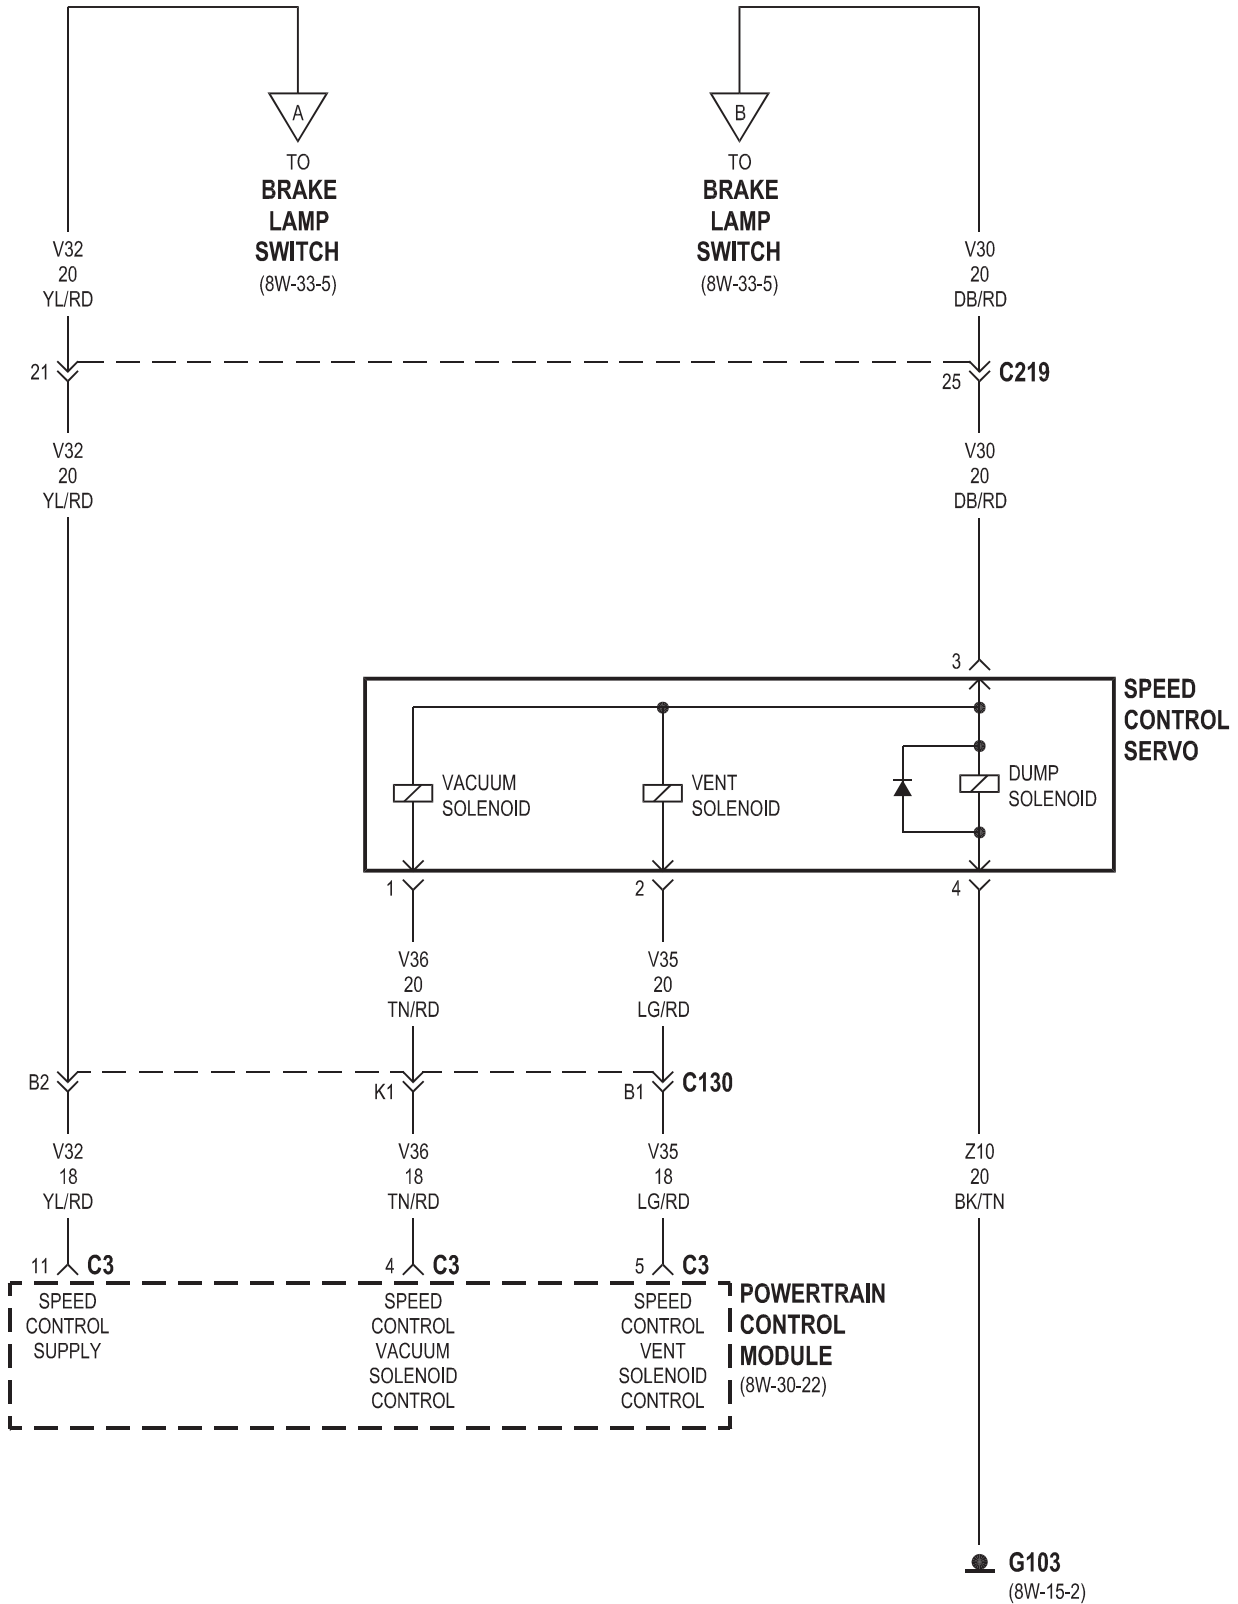 A
TO
BRAKE
LAMP
SWITCH
(8W-33-5)
B
TO
BRAKE
LAMP
SWITCH
(8W-33-5)
V32
20
YL/RD
V30
20
DB/RD
21
25
C219
V32
20
YL/RD
V30
20
DB/RD
3
SPEED
CONTROL
SERVO
VACUUM
SOLENOID
VENT
SOLENOID
DUMP
SOLENOID
1
2
4
V36
20
TN/RD
V35
20
LG/RD
B2
K1
B1
C130
V32
18
YL/RD
V36
18
TN/RD
V35
18
LG/RD
Z10
20
BK/TN
11
C3
4
C3
5
C3
SPEED
CONTROL
SUPPLY
SPEED
CONTROL
VACUUM
SOLENOID
CONTROL
SPEED
CONTROL
VENT
SOLENOID
CONTROL
POWERTRAIN
CONTROL
MODULE
(8W-30-22)
G103
(8W-15-2)